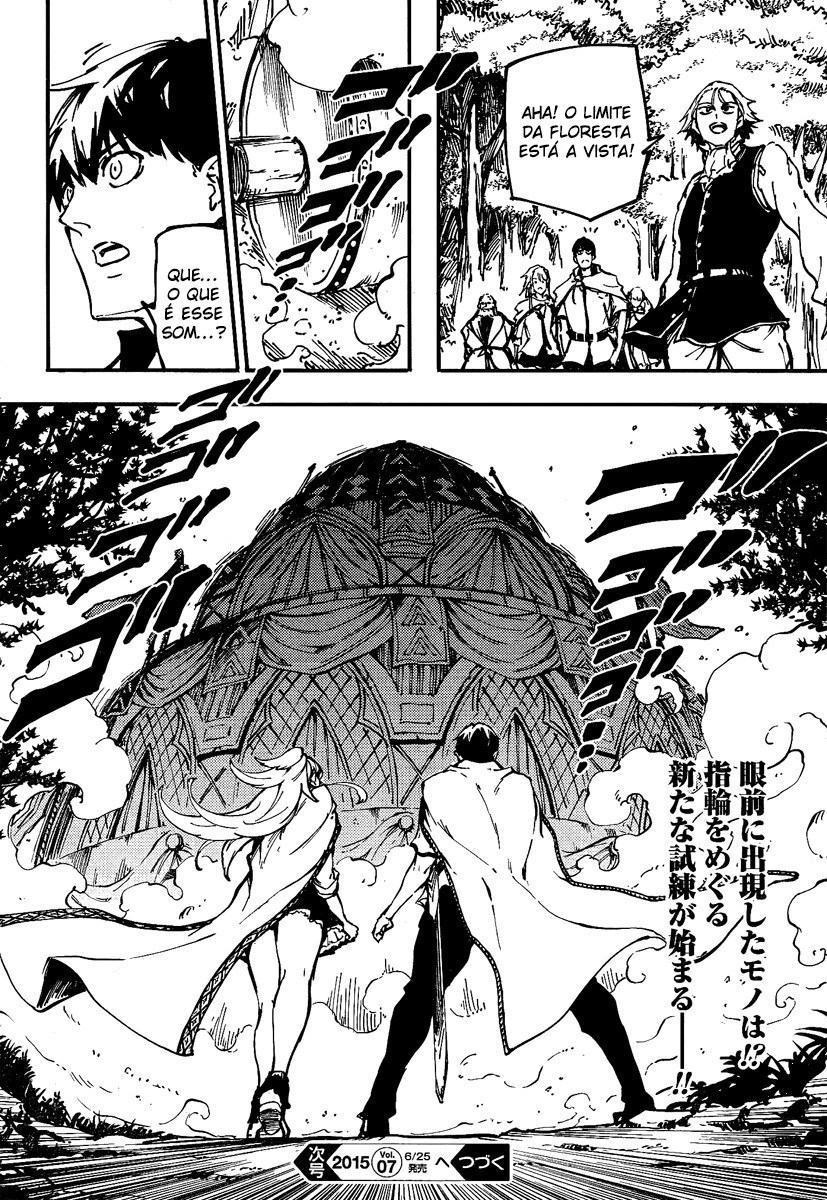 AHA! O LIMITE
DA FLORESTA
ESTÁ A VISTA!
ゴゴゴゴ…
QUE...
O QUE
É ESSE
SOM...?
ゴゴゴゴゴ…
ゴゴゴゴ
眼前に出現したモノは!?
指輪をめぐる
新たな試練が始まる――!!
次号 2015 Vol.07 6/25発売 へつづく